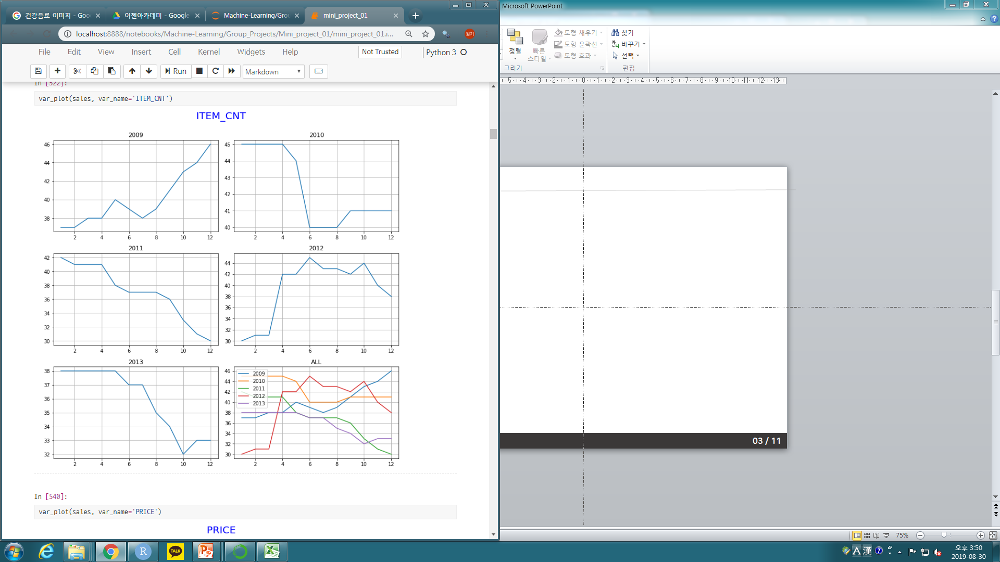 건강음료 이미지 - Goo
이젠아카데미 - Google
Machine-Learning/Grou
mini_project_01
localhost:8888/notebooks/Machine-Learning/Group_Projects/Mini_project_01/mini_project_01.i...
원기
File Edit View Insert Cell Kernel Widgets Help
Not Trusted
Python 3
Run
Markdown
In [522]:
var_plot(sales, var_name='ITEM_CNT')
ITEM_CNT
2009
46
44
42
40
38
2 4 6 8 10 12
2010
45
44
43
42
41
40
2 4 6 8 10 12
2011
42
40
38
36
34
32
30
2 4 6 8 10 12
2012
44
42
40
38
36
34
32
30
2 4 6 8 10 12
2013
38
37
36
35
34
33
32
2 4 6 8 10 12
ALL
46
44
42
40
38
36
34
32
30
2009
2010
2011
2012
2013
2 4 6 8 10 12
In [540]:
var_plot(sales, var_name='PRICE')
PRICE
Microsoft PowerPoint
정렬
빠른
스타일
도형 채우기
도형 윤곽선
도형 효과
그리기
찾기
바꾸기
선택
편집
5 4 3 2 1 0 1 2 3 4 5 6 7 8 9 10 11 12 13
03 / 11
75%
R
TALK
A 漢
오후 3:50
2019-08-30